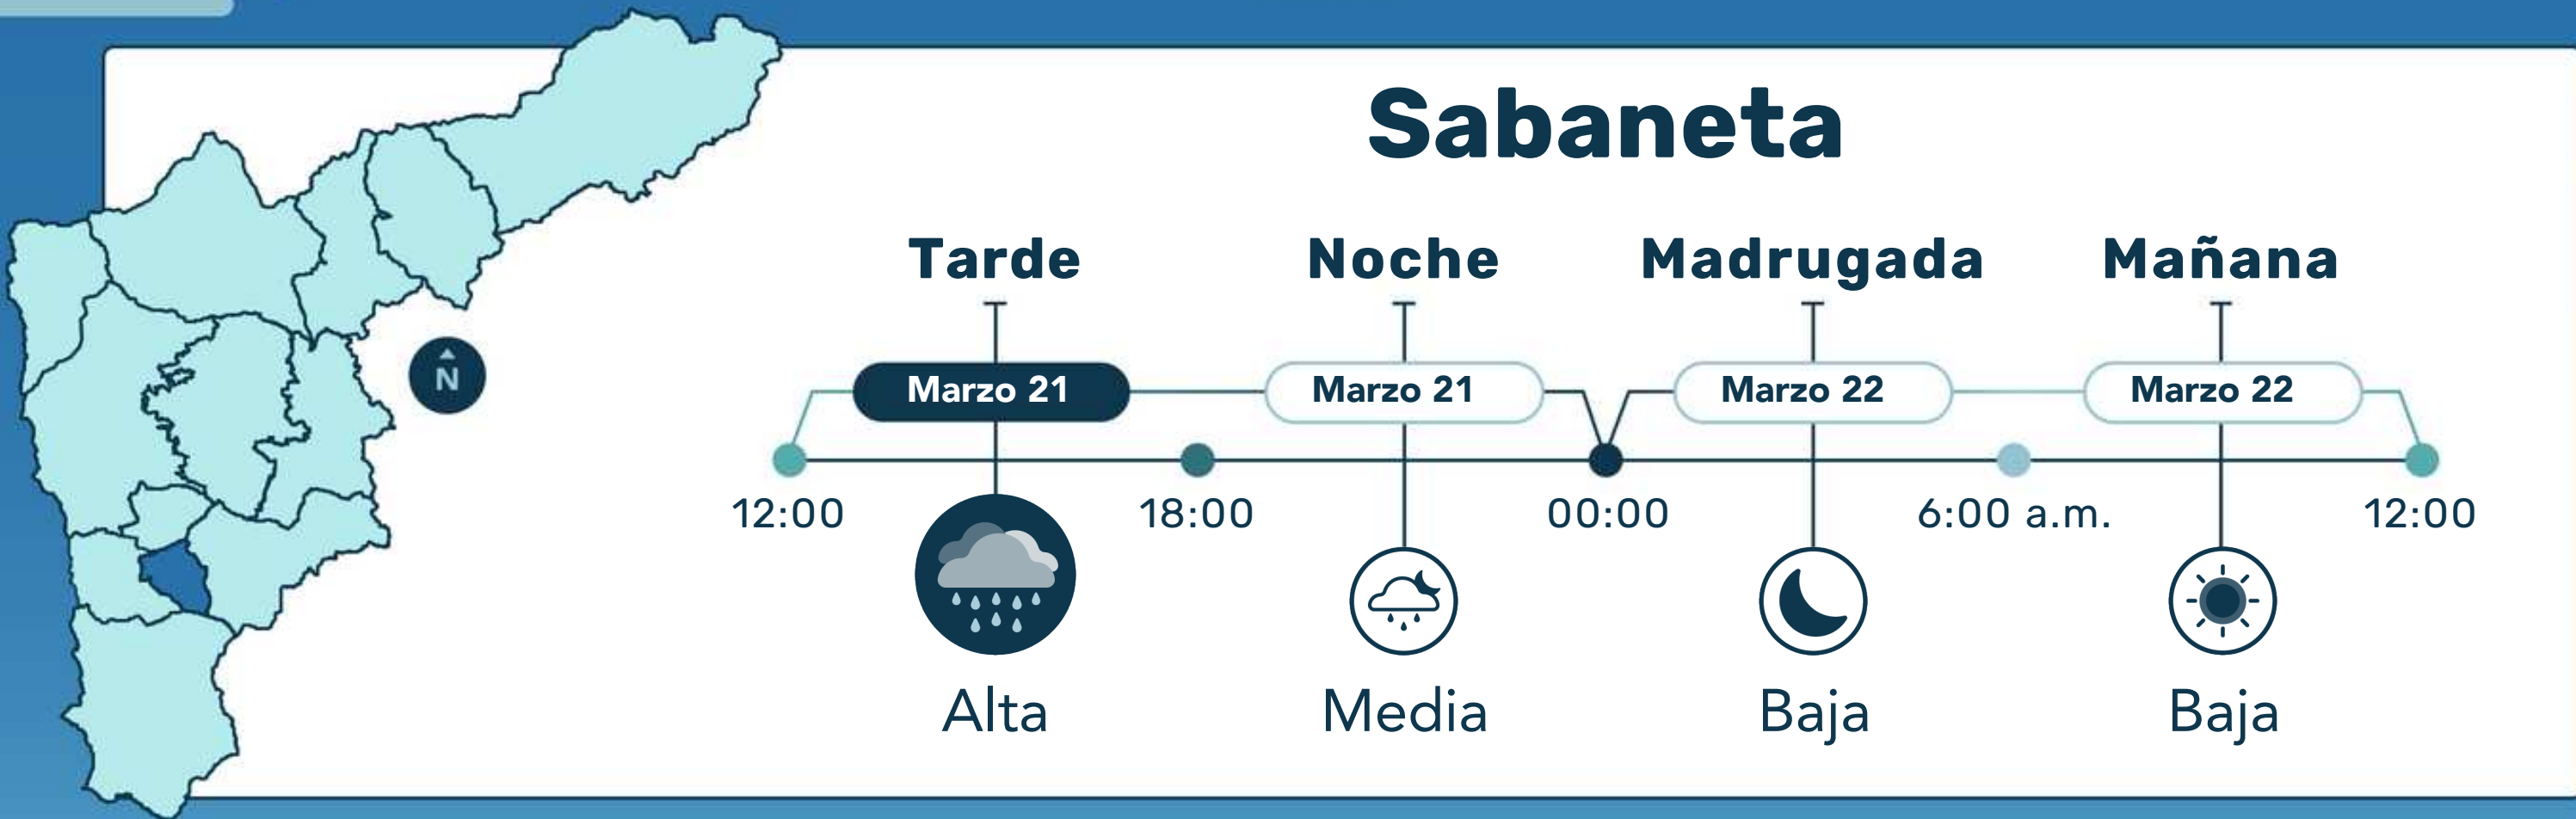 Sabaneta
Tarde
Noche
Madrugada
Mañana
Marzo 21
Marzo 21
Marzo 22
Marzo 22
N
12:00
18:00
00:00
6:00 a.m.
12:00
Alta
Media
Baja
Baja